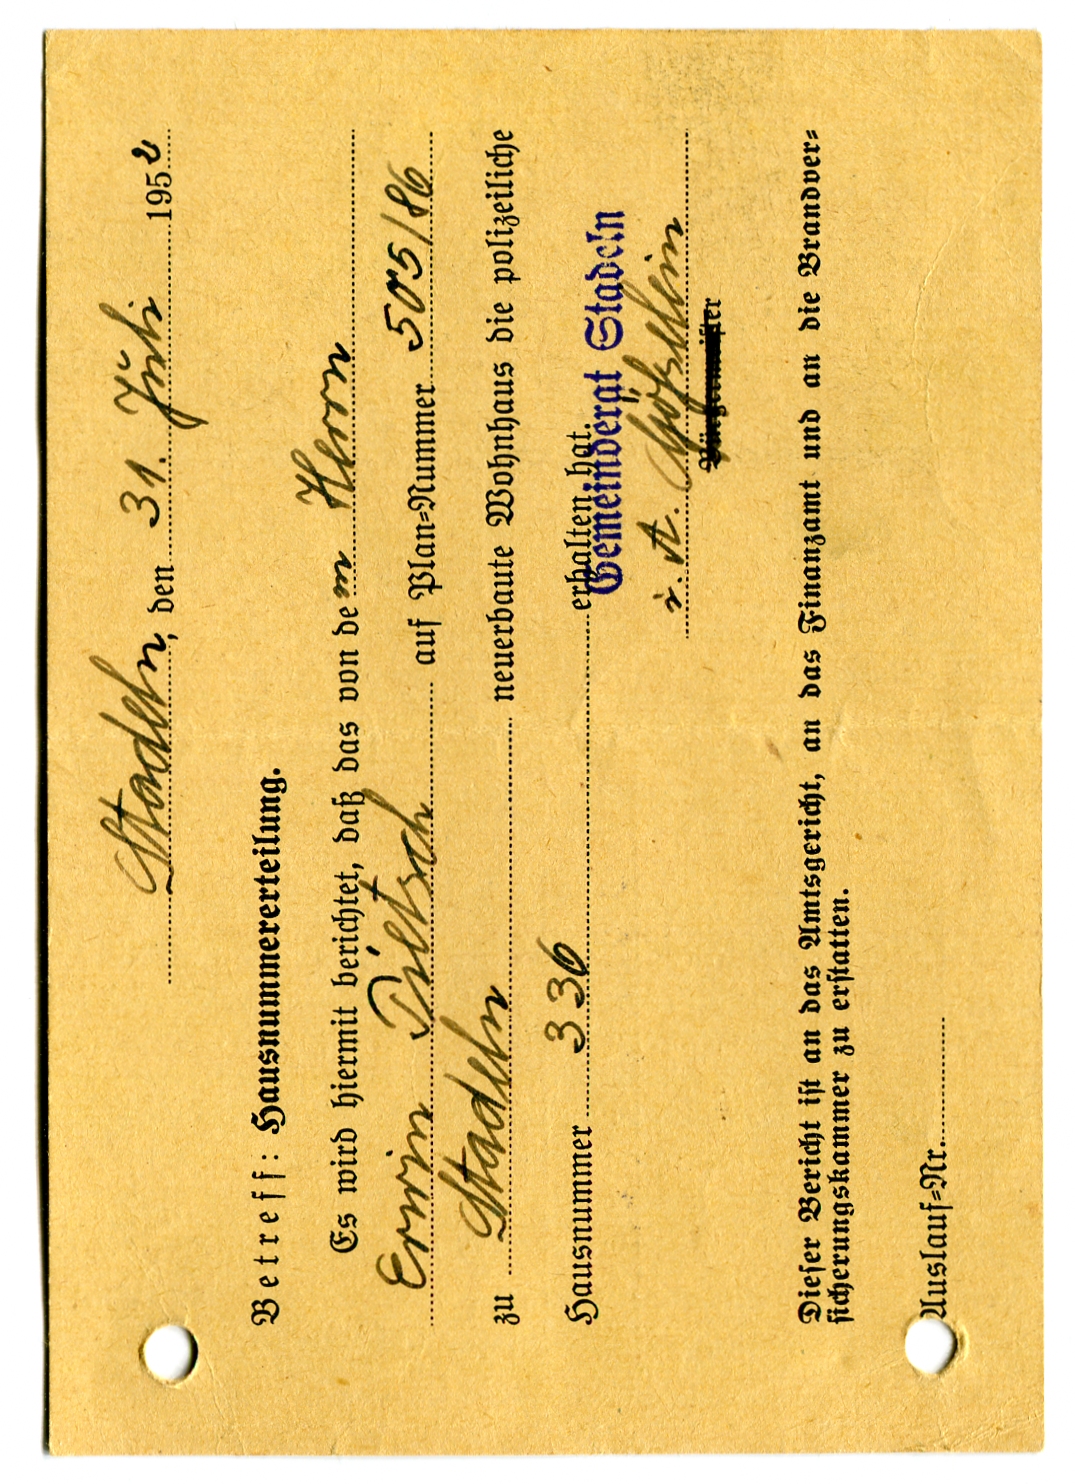 Stadeln, den 31. Juli 1952
Betreff: Hausnummererteilung.
Es wird hiermit berichtet, daß das von dem Herrn
Erwin auf Plan=Nummer 505/86
zu Stadeln neuerbaute Wohnhaus die polizeiliche
Hausnummer 336 erhalten hat.
Gemeinderat Stadeln
i. A.
Bürgermeister
Dieser Bericht ist an das Amtsgericht, an das Finanzamt und an die Brandver=
sicherungskammer zu erstatten.
Auslauf=Nr.